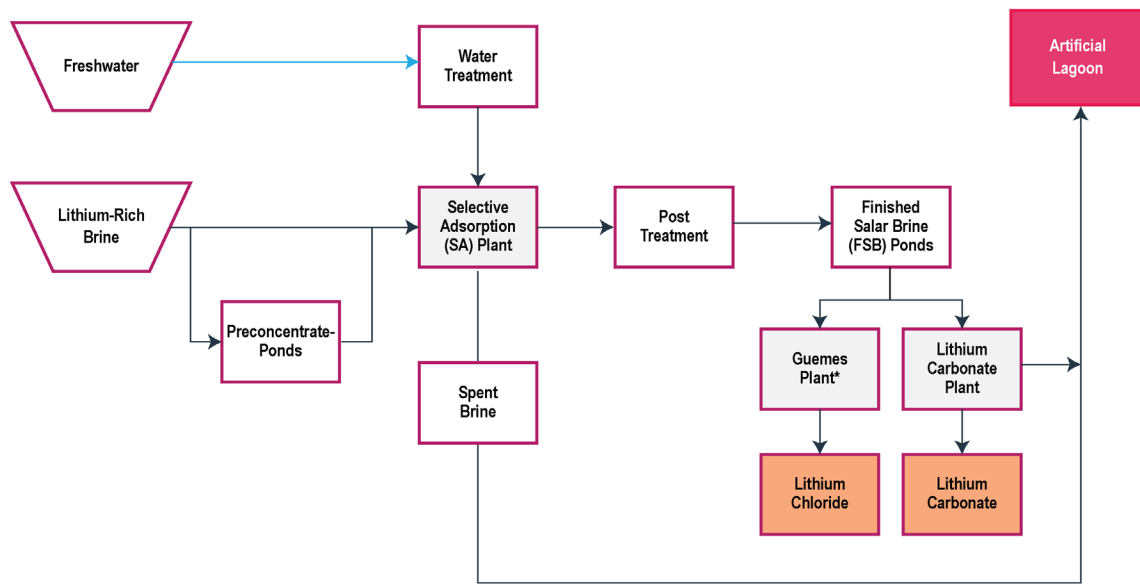 Freshwater
Water
Treatment
Artificial
Lagoon
Lithium-Rich
Brine
Selective
Adsorption
(SA) Plant
Post
Treatment
Finished
Salar Brine
(FSB) Ponds
Preconcentrate-
Ponds
Guemes
Plant*
Lithium
Carbonate
Plant
Spent
Brine
Lithium
Chloride
Lithium
Carbonate